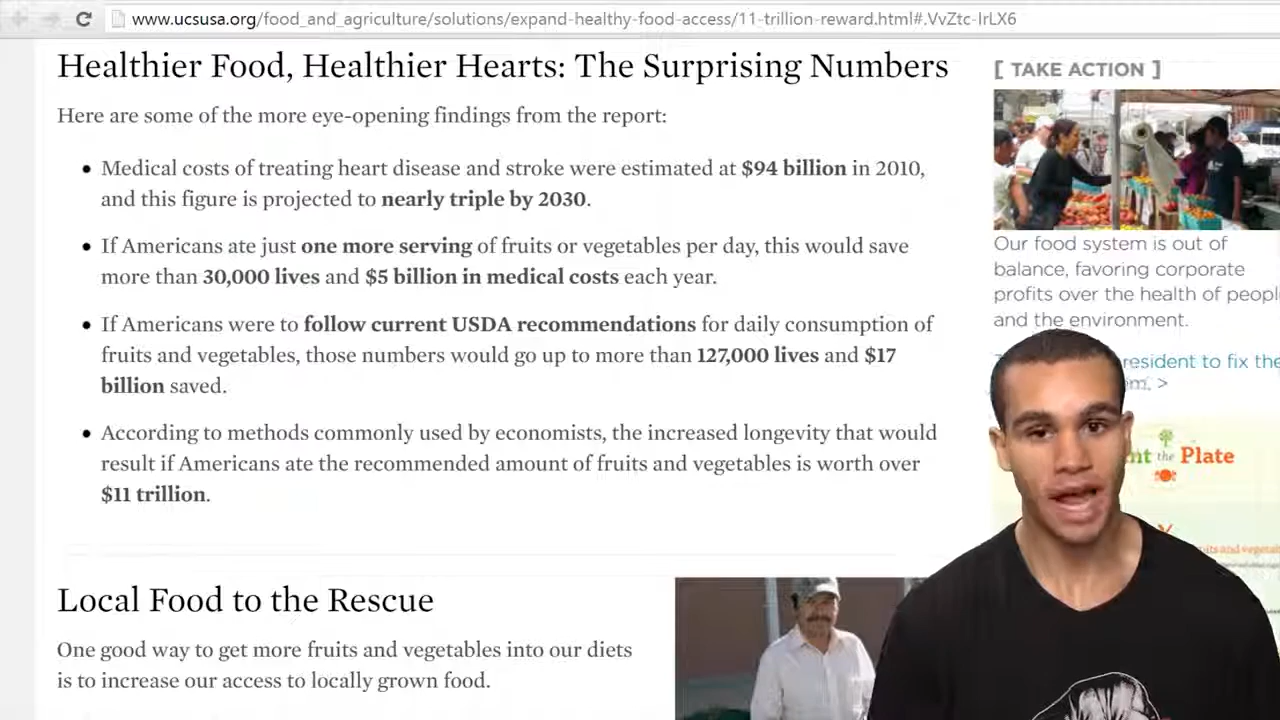 www.ucsusa.org/food_and_agriculture/solutions/expand-healthy-food-access/11-trillion-reward.html#.VvZtc-IrLX6
Healthier Food, Healthier Hearts: The Surprising Numbers
Here are some of the more eye-opening findings from the report:
Medical costs of treating heart disease and stroke were estimated at $94 billion in 2010,
and this figure is projected to nearly triple by 2030.
If Americans ate just one more serving of fruits or vegetables per day, this would save
more than 30,000 lives and $5 billion in medical costs each year.
If Americans were to follow current USDA recommendations for daily consumption of
fruits and vegetables, those numbers would go up to more than 127,000 lives and $17
billion saved.
According to methods commonly used by economists, the increased longevity that would
result if Americans ate the recommended amount of fruits and vegetables is worth over
$11 trillion.
Local Food to the Rescue
One good way to get more fruits and vegetables into our diets
is to increase our access to locally grown food.
[ TAKE ACTION ]
Our food system is out of
balance, favoring corporate
profits over the health of peopl
and the environment.
resident to fix the
m. >
nt the Plate
uits and vegetabl